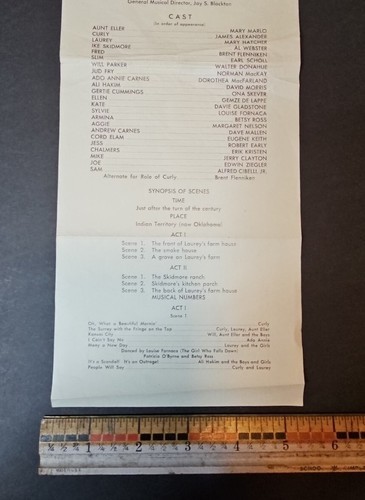 General Musical Director, Jay S. Blackton
CAST
(in order of appearance)
AUNT ELLER MARY MARLO
CURLY JAMES ALEXANDER
LAUREY MARY HATCHER
IKE SKIDMORE AL WEBSTER
FRED BRENT FLENNIKEN
SLIM EARL SCHOLL
WILL PARKER WALTER DONAHUE
JUD FRY NORMAN MacKAY
ADO ANNIE CARNES DOROTHEA MacFARLAND
ALI HAKIM DAVID MORRIS
GERTIE CUMMINGS ONA SKEVER
ELLEN GEMZE DE LAPPE
KATE DAVIE GLADSTONE
SYLVIE LOUISE FORNACA
ARMINA BETSY ROSS
AGGIE MARGARET NELSON
ANDREW CARNES DAVE MALLEN
CORD ELAM EUGENE KEITH
JESS ROBERT EARLY
CHALMERS ERIK KRISTEN
MIKE JERRY CLAYTON
JOE EDWIN ZIEGLER
SAM ALFRED CIBELLI JR.
Alternate for Role of Curly Brent Flenniken
SYNOPSIS OF SCENES
TIME
Just after the turn of the century
PLACE
Indian Territory (now Oklahoma)
ACT I
Scene 1. The front of Laurey's farm house
Scene 2. The smoke house
Scene 3. A grove on Laurey's farm
ACT II
Scene 1. The Skidmore ranch
Scene 2. Skidmore's kitchen porch
Scene 3. The back of Laurey's farm house
MUSICAL NUMBERS
ACT I
Scene 1
Oh, What a Beautiful Mornin' Curly
The Surrey with the Fringe on the Top Curly, Laurey, Aunt Eller
Kansas City Will, Aunt Eller and the Boys
I Cain't Say No Ado Annie
Many a New Day Laurey and the Girls
Danced by Louise Fornaca (The Girl Who Falls Down)
Patricia O'Byrne and Betsy Ross
It's a Scandal! It's an Outrage! Ali Hakim and the Boys and Girls
People Will Say Curly and Laurey